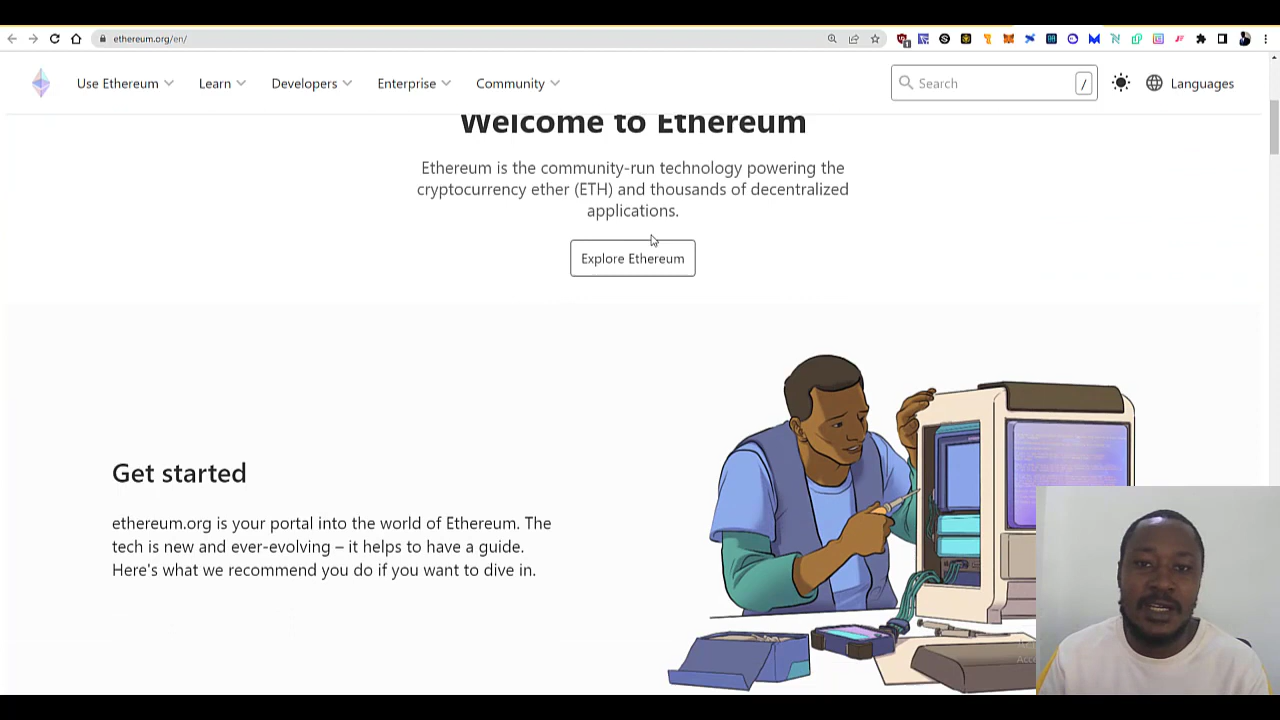 ethereum.org/en/
Use Ethereum
Learn
Developers
Enterprise
Community
Search
/
Languages
Welcome to Ethereum
Ethereum is the community-run technology powering the
cryptocurrency ether (ETH) and thousands of decentralized
applications.
Explore Ethereum
Get started
ethereum.org is your portal into the world of Ethereum. The
tech is new and ever-evolving – it helps to have a guide.
Here's what we recommend you do if you want to dive in.